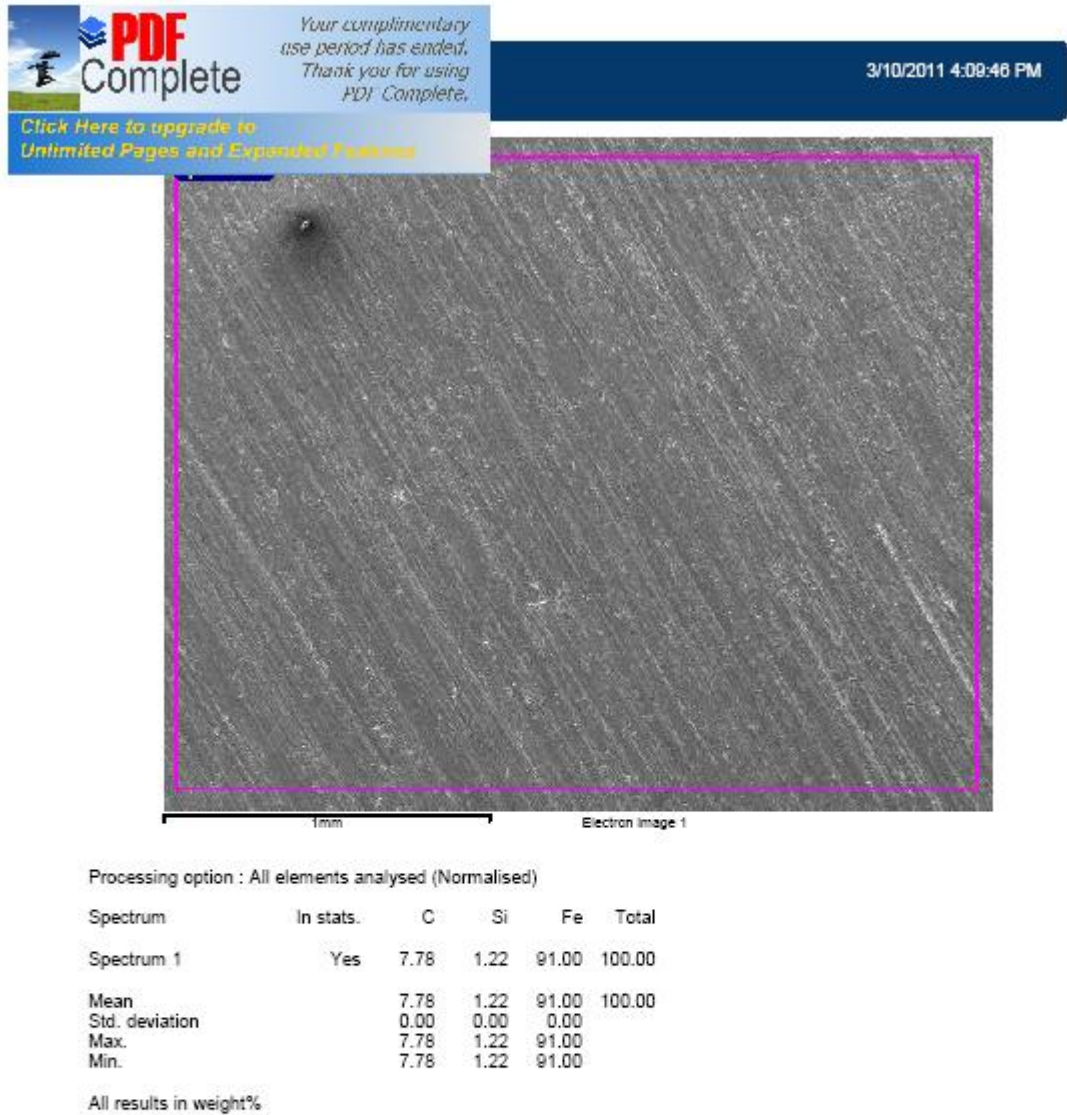 PDF
Complete
Your complimentary
use period has ended.
Thank you for using
PDF Complete.
Click Here to upgrade to
Unlimited Pages and Expanded Features
3/10/2011 4:09:46 PM
1mm
Electron Image 1
Processing option : All elements analysed (Normalised)
Spectrum In stats. C Si Fe Total
Spectrum 1 Yes 7.78 1.22 91.00 100.00
Mean 7.78 1.22 91.00 100.00
Std. deviation 0.00 0.00 0.00
Max. 7.78 1.22 91.00
Min. 7.78 1.22 91.00
All results in weight%